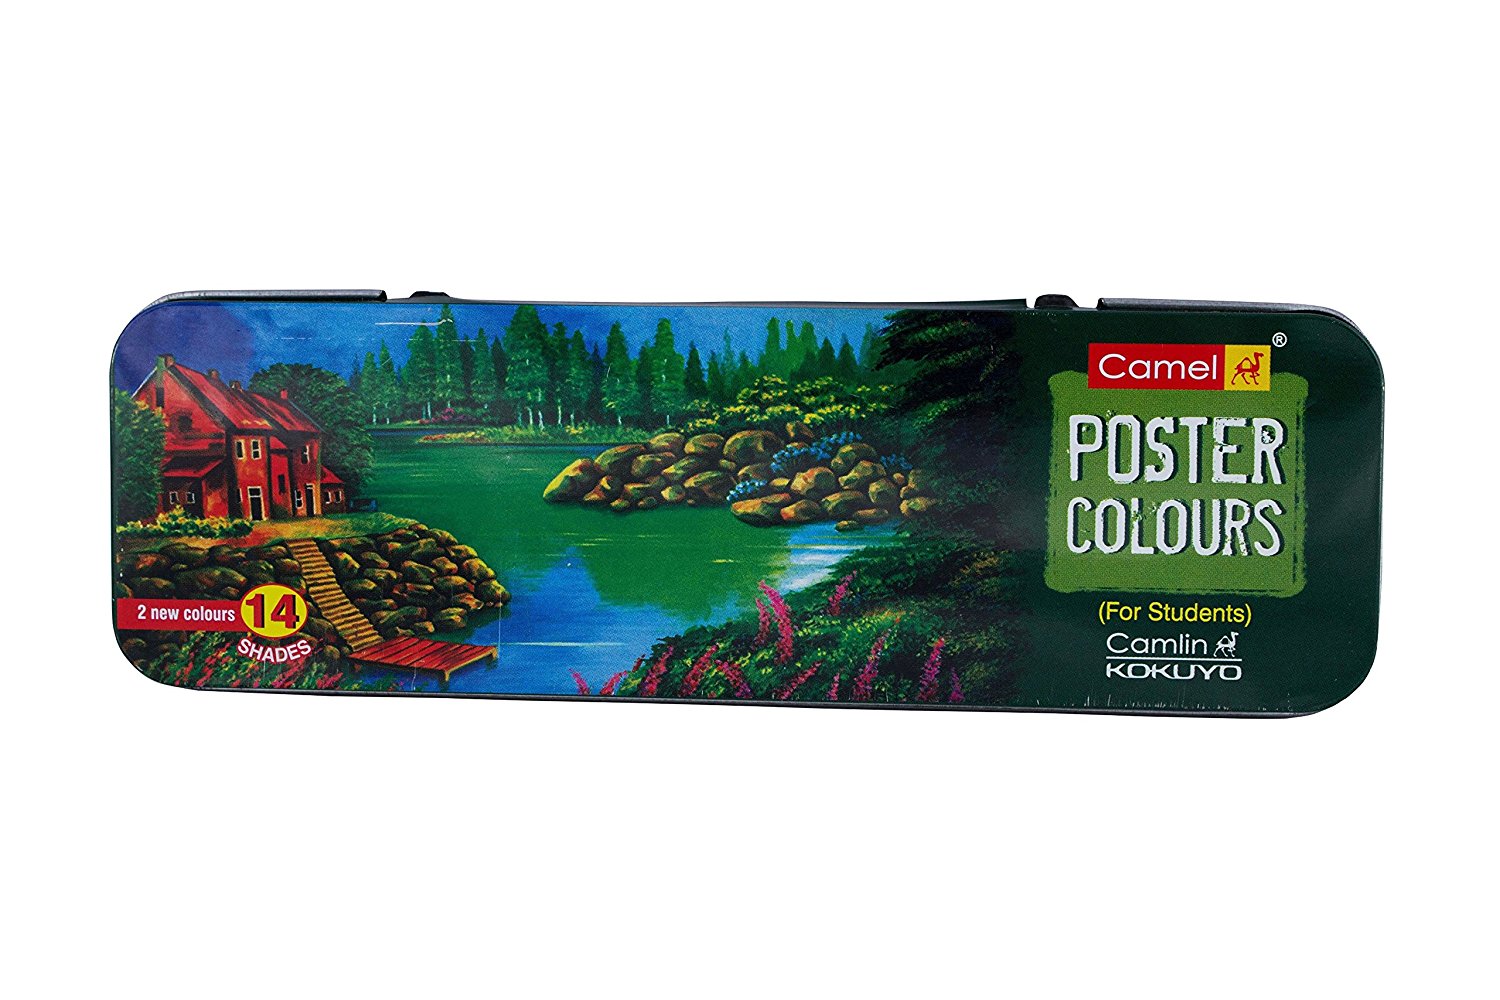 Camel®
POSTER
COLOURS
(For Students)
Camlin
KOKUYO
2 new colours 14
SHADES